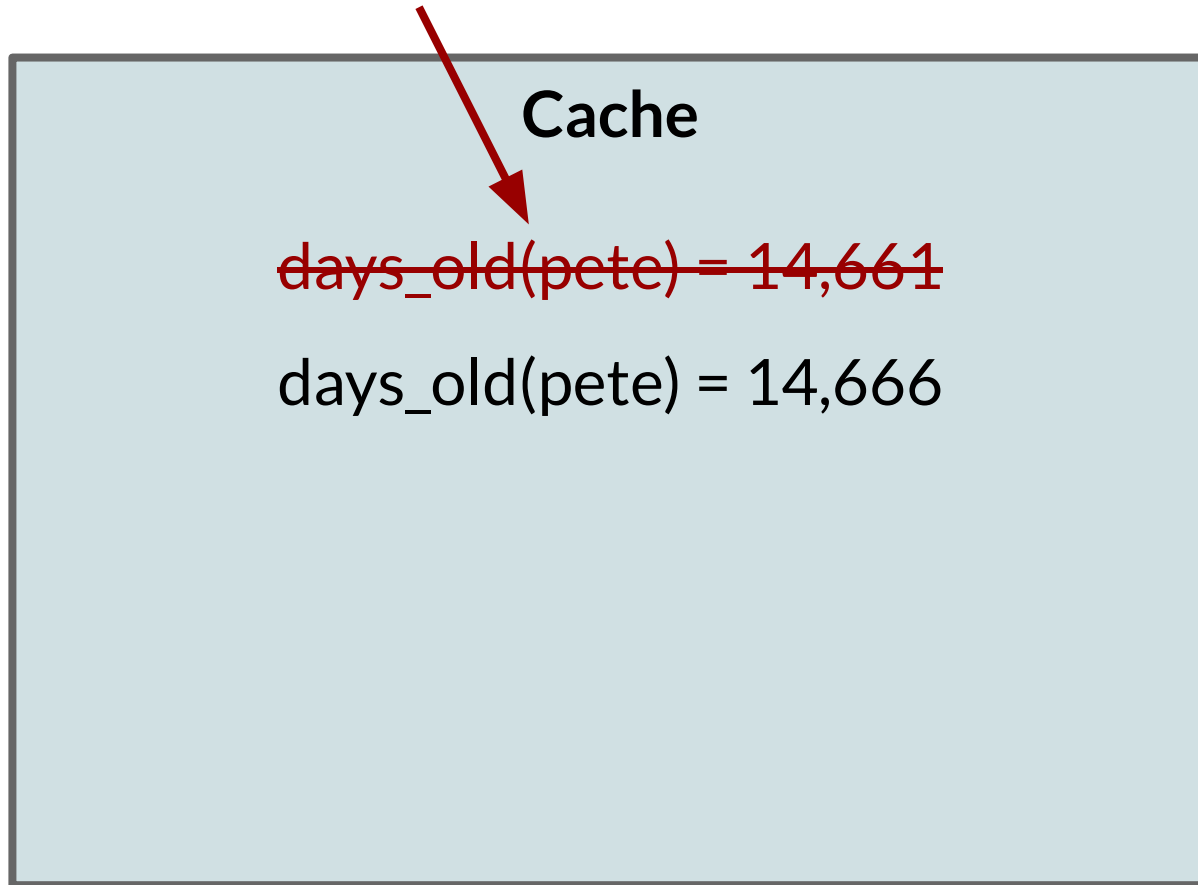 Cache
days_old(pete) = 14,661
days_old(pete) = 14,666